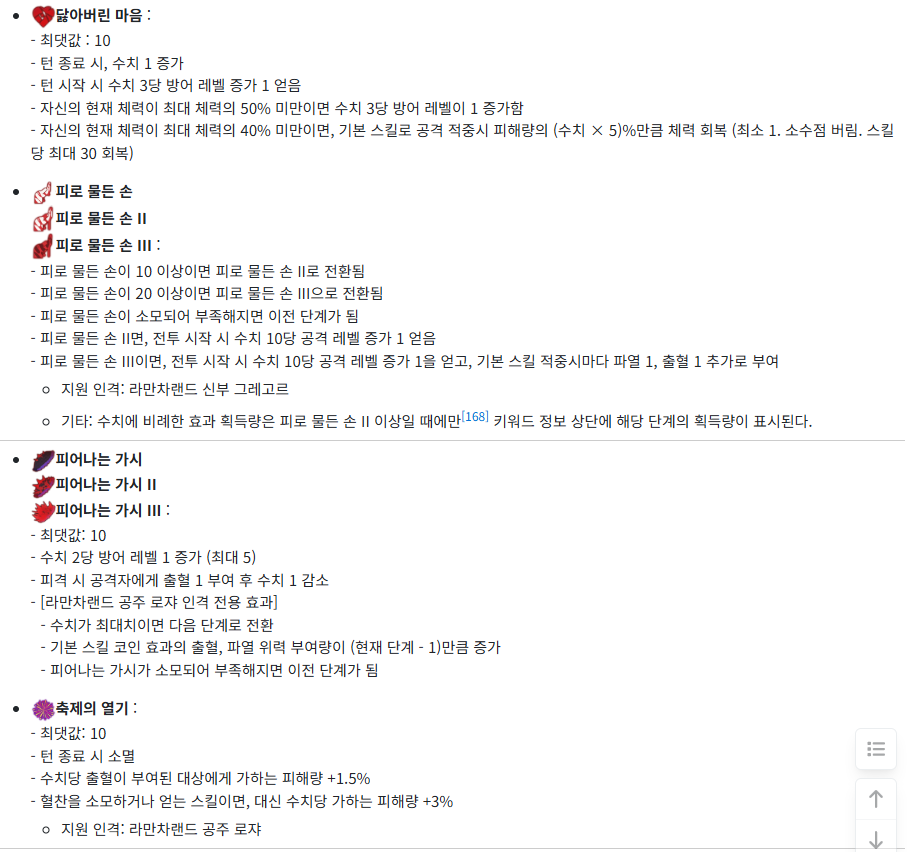 닳아버린 마음 :
- 최댓값 : 10
- 턴 종료 시, 수치 1 증가
- 턴 시작 시 수치 3당 방어 레벨 증가 1 얻음
- 자신의 현재 체력이 최대 체력의 50% 미만이면 수치 3당 방어 레벨이 1 증가함
- 자신의 현재 체력이 최대 체력의 40% 미만이면, 기본 스킬로 공격 적중시 피해량의 (수치 × 5)%만큼 체력 회복 (최소 1. 소수점 버림. 스킬
당 최대 30 회복)
피로 물든 손
피로 물든 손 II
피로 물든 손 III :
- 피로 물든 손이 10 이상이면 피로 물든 손 II로 전환됨
- 피로 물든 손이 20 이상이면 피로 물든 손 III으로 전환됨
- 피로 물든 손이 소모되어 부족해지면 이전 단계가 됨
- 피로 물든 손 II면, 전투 시작 시 수치 10당 공격 레벨 증가 1 얻음
- 피로 물든 손 III이면, 전투 시작 시 수치 10당 공격 레벨 증가 1을 얻고, 기본 스킬 적중시마다 파열 1, 출혈 1 추가로 부여
지원 인격: 라만차랜드 신부 그레고르
기타: 수치에 비례한 효과 획득량은 피로 물든 손 II 이상일 때에만[168] 키워드 정보 상단에 해당 단계의 획득량이 표시된다.
피어나는 가시
피어나는 가시 II
피어나는 가시 III :
- 최댓값: 10
- 수치 2당 방어 레벨 1 증가 (최대 5)
- 피격 시 공격자에게 출혈 1 부여 후 수치 1 감소
- [라만차랜드 공주 로쟈 인격 전용 효과]
- 수치가 최대치이면 다음 단계로 전환
- 기본 스킬 코인 효과의 출혈, 파열 위력 부여량이 (현재 단계 - 1)만큼 증가
- 피어나는 가시가 소모되어 부족해지면 이전 단계가 됨
축제의 열기 :
- 최댓값: 10
- 턴 종료 시 소멸
- 수치당 출혈이 부여된 대상에게 가하는 피해량 +1.5%
- 혈찬을 소모하거나 얻는 스킬이면, 대신 수치당 가하는 피해량 +3%
지원 인격: 라만차랜드 공주 로쟈